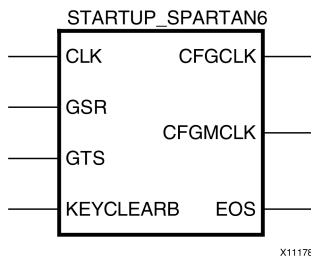 STARTUP_SPARTAN6
CLK CFGCLK
GSR
CFGMCLK
GTS
KEYCLEARB EOS
X11178